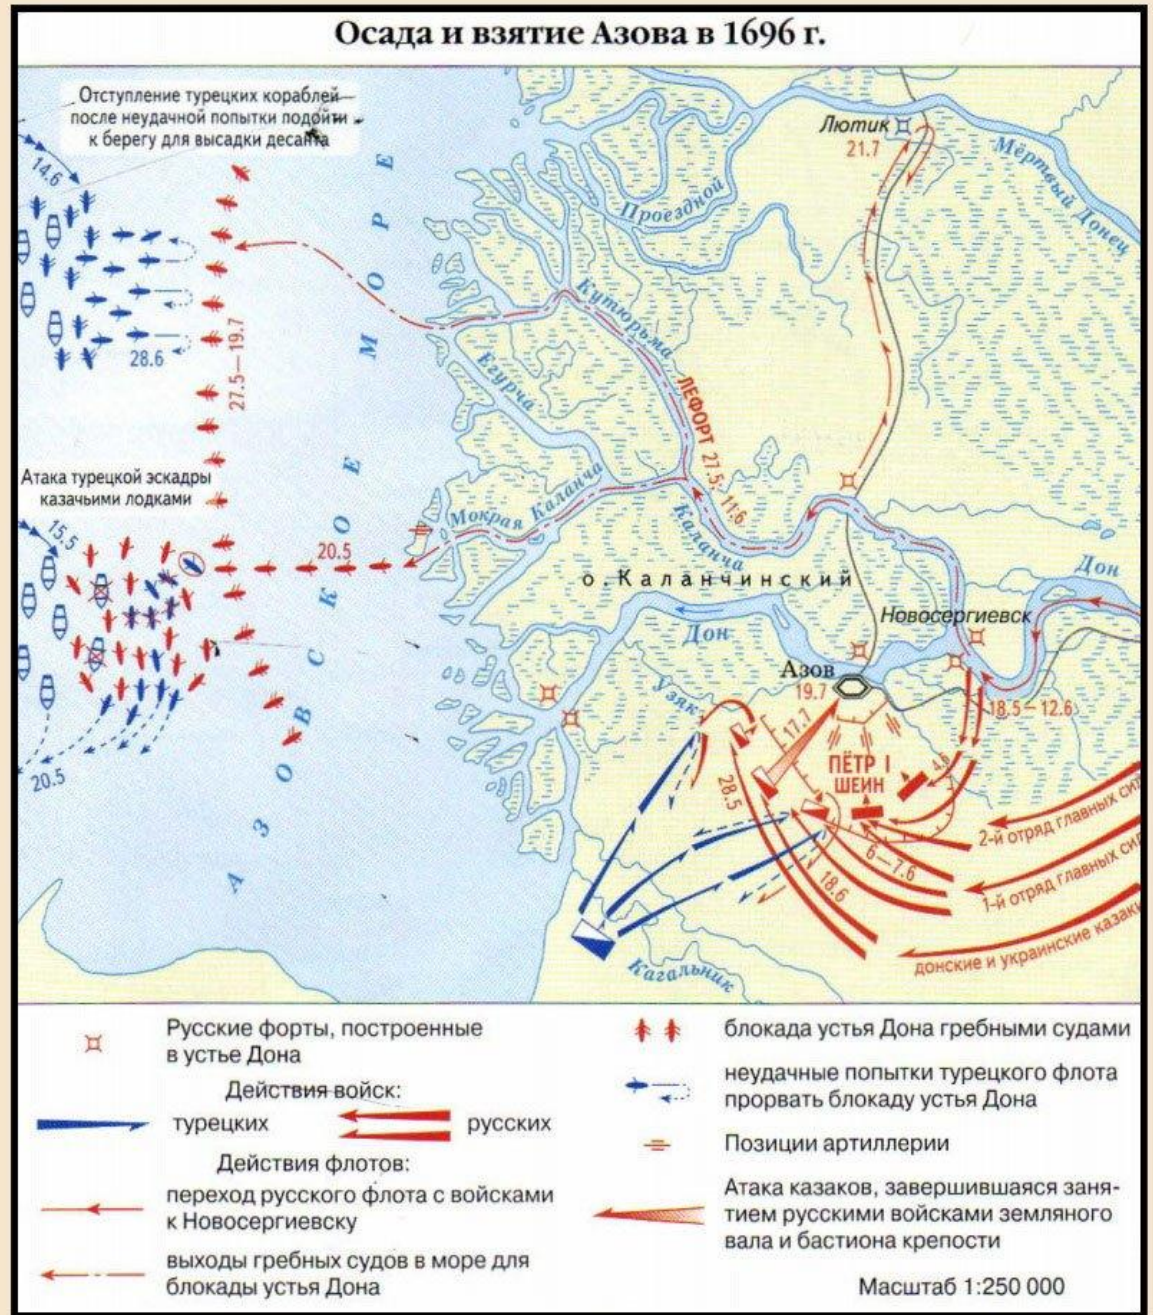 Осада и взятие Азова в 1696 г.
Отступление турецких кораблей
после неудачной попытки подойти
к берегу для высадки десанта
14.6
28.6
27.5—19.7
Атака турецкой эскадры
казачьими лодками
15.5
20.5
20.5
АЗОВСКОЕ МОРЕ
Лютик
21.7
Мёртвый Донец
Проездной
Кутюрьма
Егурча
ЛЕФОРТ 27.5, 11.6
Мокрая Каланча
Каланча
о. Каланчинский
Дон
Дон
Новосергиевск
Азов
19.7
18.5—12.6
Узяк
17.7
ПЁТР I
ШЕИН
28.5
6—7.6
18.6
2-й отряд главных сил
1-й отряд главных сил
донские и украинские казаки
Кагальник
Русские форты, построенные
в устье Дона
Действия войск:
турецких
русских
Действия флотов:
переход русского флота с войсками
к Новосергиевску
выходы гребных судов в море для
блокады устья Дона
блокада устья Дона гребными судами
неудачные попытки турецкого флота
прорвать блокаду устья Дона
Позиции артиллерии
Атака казаков, завершившаяся заня-
тием русскими войсками земляного
вала и бастиона крепости
Масштаб 1:250 000